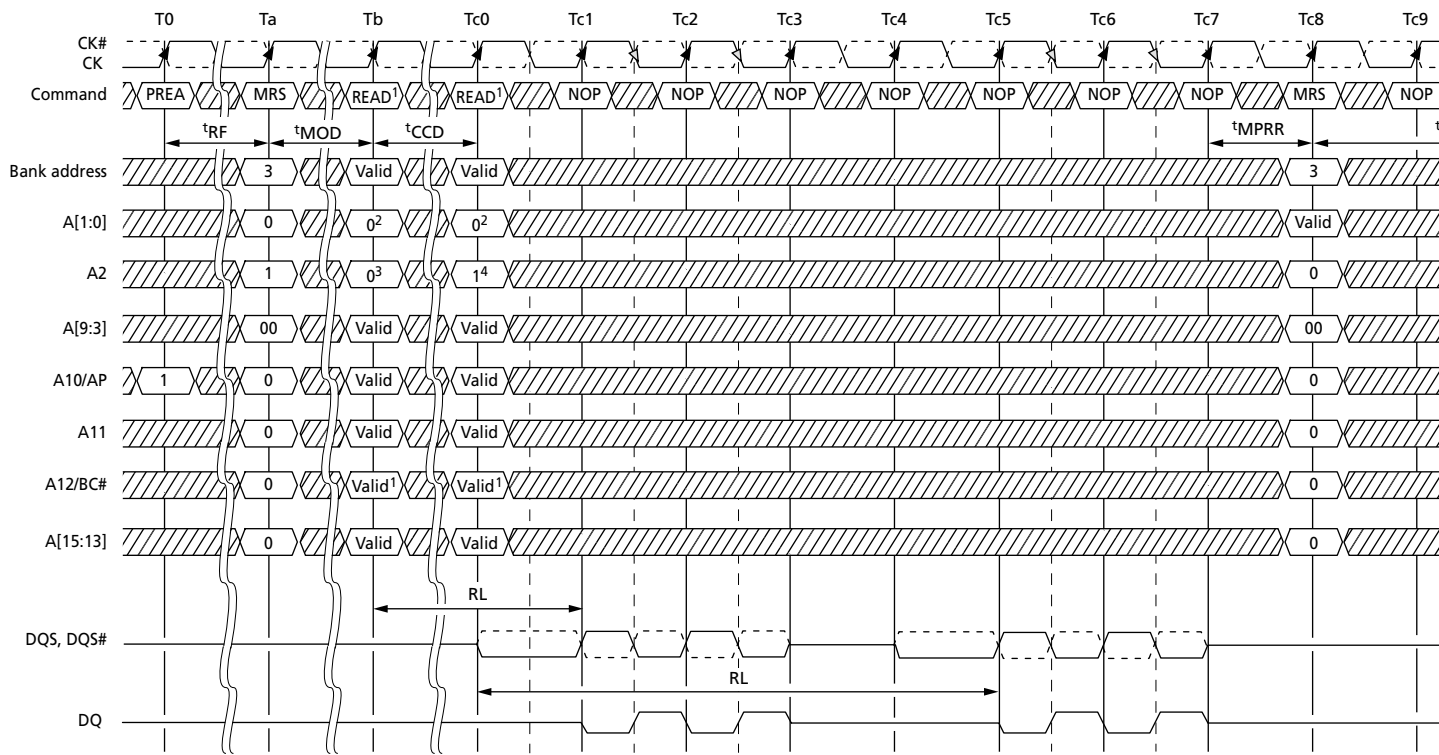 T0 Ta Tb Tc0 Tc1 Tc2 Tc3 Tc4 Tc5 Tc6 Tc7 Tc8 Tc9
CK#
CK
Command PREA MRS READ¹ READ¹ NOP NOP NOP NOP NOP NOP NOP MRS NOP
ᵗRF ᵗMOD ᵗCCD ᵗMPRR ᵗ
Bank address 3 Valid Valid 3
A[1:0] 0 0² 0² Valid
A2 1 0³ 1⁴ 0
A[9:3] 00 Valid Valid 00
A10/AP 1 0 Valid Valid 0
A11 0 Valid Valid 0
A12/BC# 0 Valid¹ Valid¹ 0
A[15:13] 0 Valid Valid 0
RL
DQS, DQS#
RL
DQ